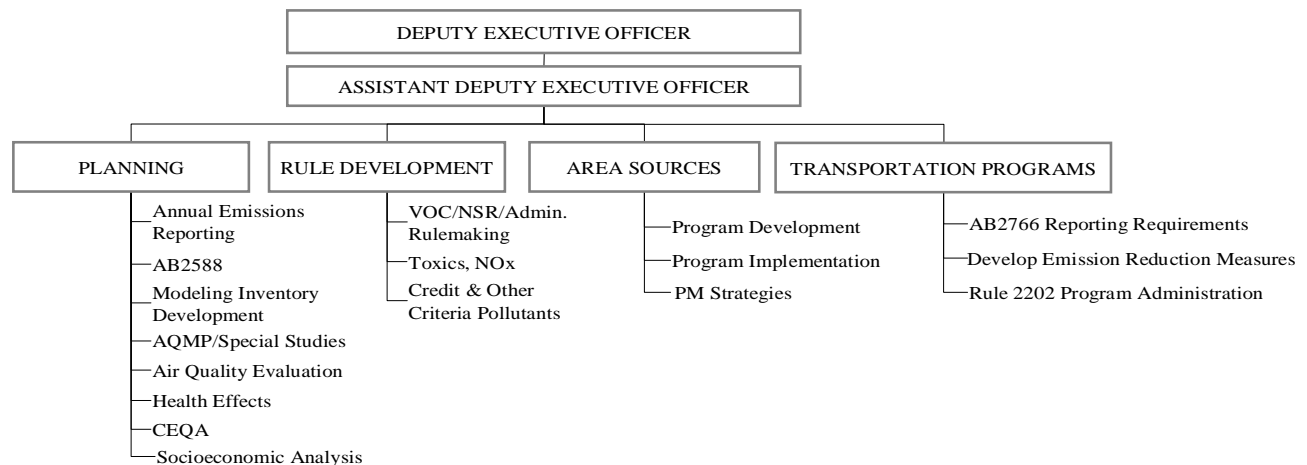 DEPUTY EXECUTIVE OFFICER
ASSISTANT DEPUTY EXECUTIVE OFFICER
PLANNING
Annual Emissions
Reporting
AB2588
Modeling Inventory
Development
AQMP/Special Studies
Air Quality Evaluation
Health Effects
CEQA
Socioeconomic Analysis
RULE DEVELOPMENT
VOC/NSR/Admin.
Rulemaking
Toxics, NOx
Credit & Other
Criteria Pollutants
AREA SOURCES
Program Development
Program Implementation
PM Strategies
TRANSPORTATION PROGRAMS
AB2766 Reporting Requirements
Develop Emission Reduction Measures
Rule 2202 Program Administration